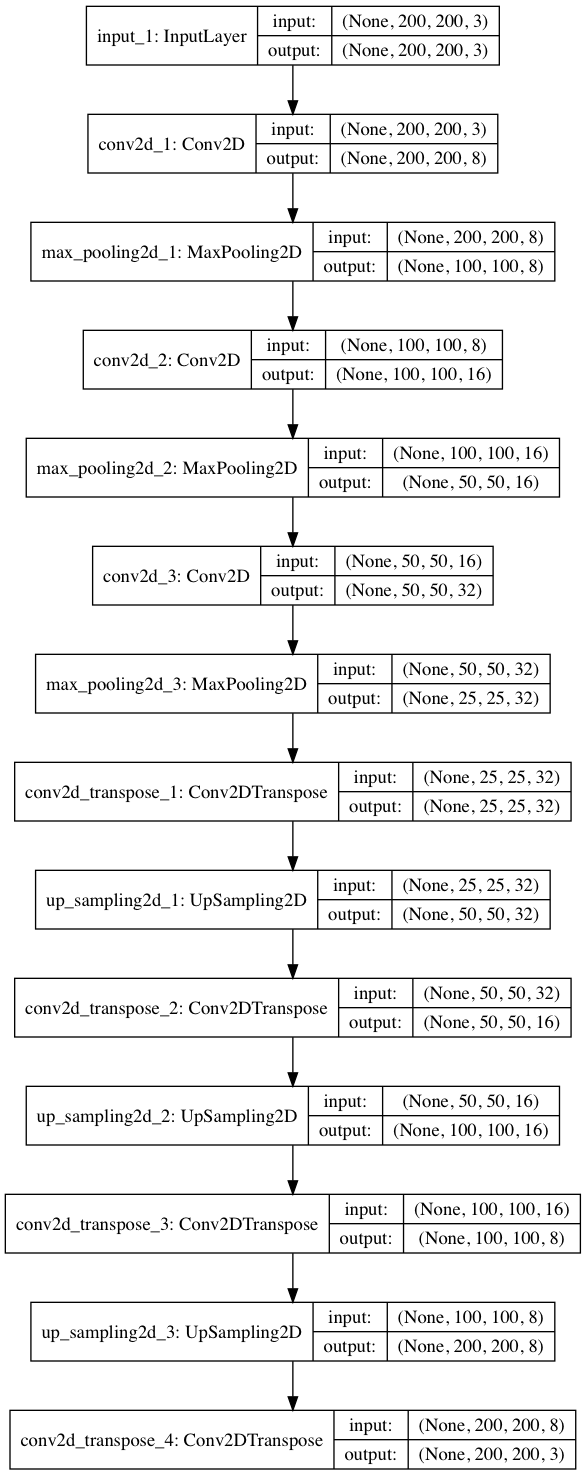 input_1: InputLayer
input: (None, 200, 200, 3)
output: (None, 200, 200, 3)
conv2d_1: Conv2D
input: (None, 200, 200, 3)
output: (None, 200, 200, 8)
max_pooling2d_1: MaxPooling2D
input: (None, 200, 200, 8)
output: (None, 100, 100, 8)
conv2d_2: Conv2D
input: (None, 100, 100, 8)
output: (None, 100, 100, 16)
max_pooling2d_2: MaxPooling2D
input: (None, 100, 100, 16)
output: (None, 50, 50, 16)
conv2d_3: Conv2D
input: (None, 50, 50, 16)
output: (None, 50, 50, 32)
max_pooling2d_3: MaxPooling2D
input: (None, 50, 50, 32)
output: (None, 25, 25, 32)
conv2d_transpose_1: Conv2DTranspose
input: (None, 25, 25, 32)
output: (None, 25, 25, 32)
up_sampling2d_1: UpSampling2D
input: (None, 25, 25, 32)
output: (None, 50, 50, 32)
conv2d_transpose_2: Conv2DTranspose
input: (None, 50, 50, 32)
output: (None, 50, 50, 16)
up_sampling2d_2: UpSampling2D
input: (None, 50, 50, 16)
output: (None, 100, 100, 16)
conv2d_transpose_3: Conv2DTranspose
input: (None, 100, 100, 16)
output: (None, 100, 100, 8)
up_sampling2d_3: UpSampling2D
input: (None, 100, 100, 8)
output: (None, 200, 200, 8)
conv2d_transpose_4: Conv2DTranspose
input: (None, 200, 200, 8)
output: (None, 200, 200, 3)